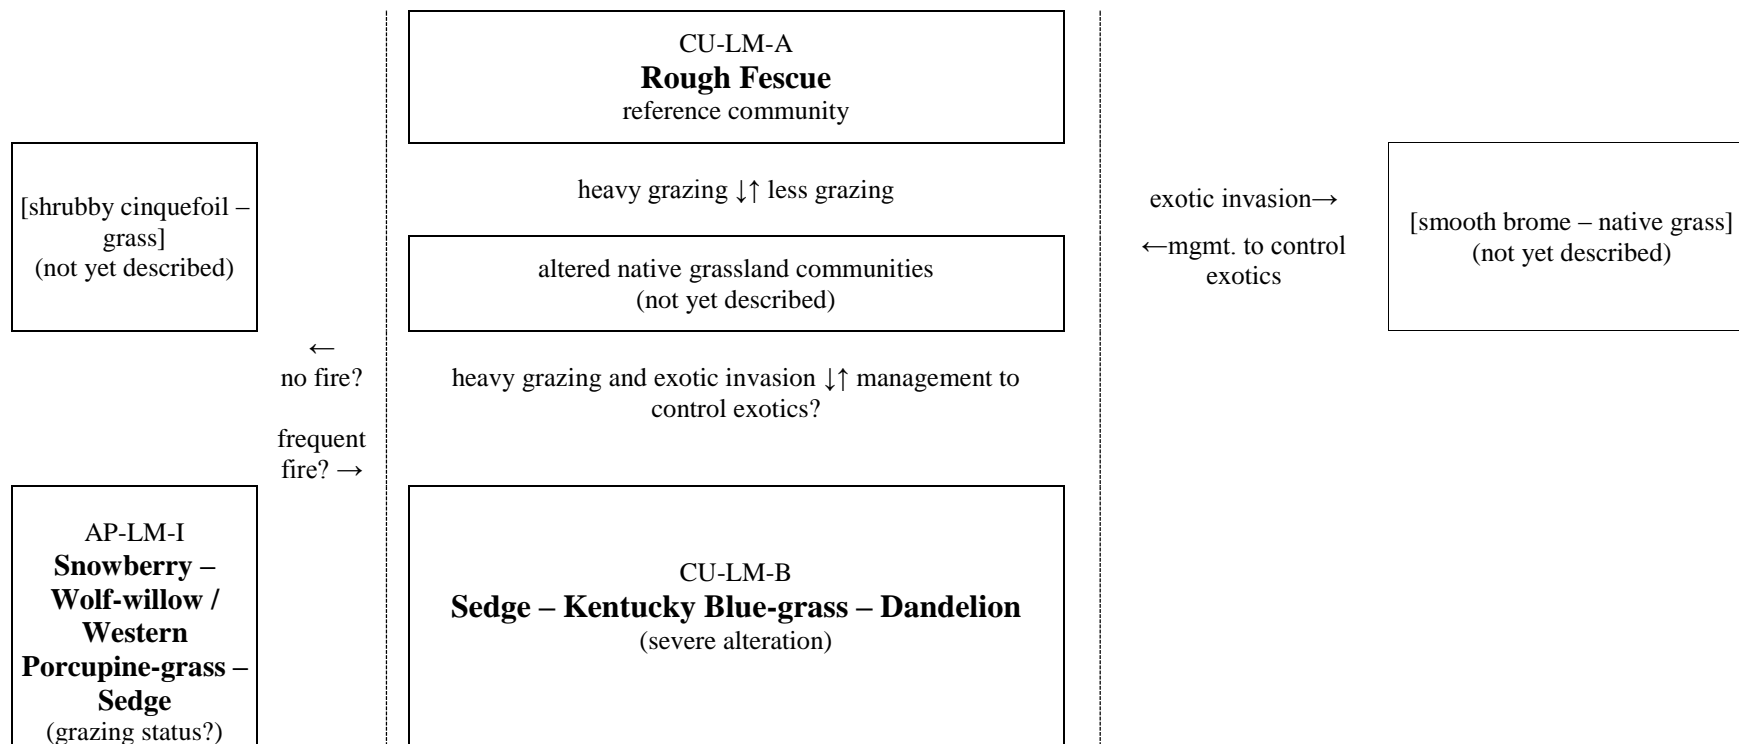 CU-LM-A
Rough Fescue
reference community
[shrubby cinquefoil –
grass]
(not yet described)
heavy grazing ↓↑ less grazing
exotic invasion→
←mgmt. to control
exotics
[smooth brome – native grass]
(not yet described)
altered native grassland communities
(not yet described)
←
no fire?
frequent
fire? →
heavy grazing and exotic invasion ↓↑ management to
control exotics?
AP-LM-I
Snowberry –
Wolf-willow /
Western
Porcupine-grass –
Sedge
(grazing status?)
CU-LM-B
Sedge – Kentucky Blue-grass – Dandelion
(severe alteration)